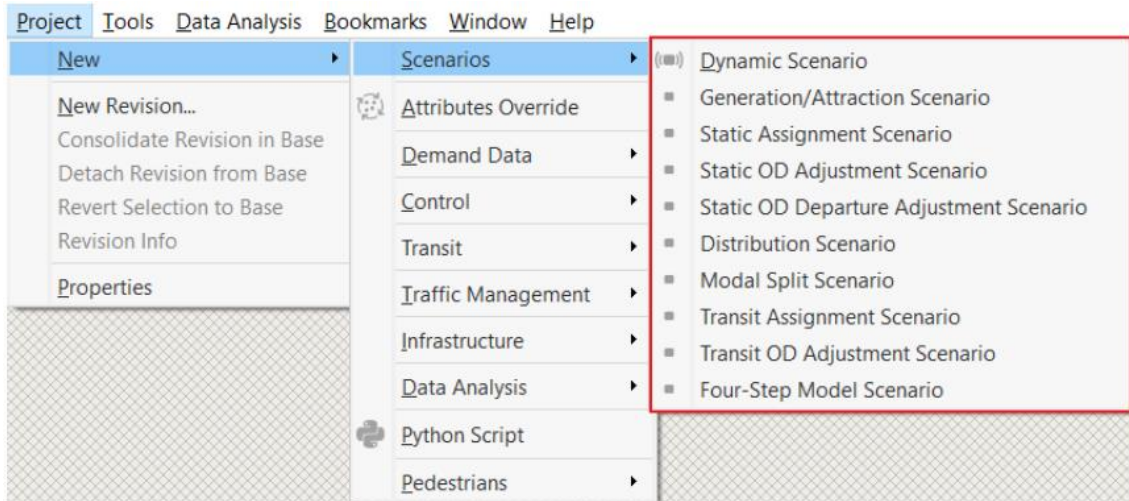 Project Tools Data Analysis Bookmarks Window Help
New
New Revision...
Consolidate Revision in Base
Detach Revision from Base
Revert Selection to Base
Revision Info
Properties
Scenarios
Attributes Override
Demand Data
Control
Transit
Traffic Management
Infrastructure
Data Analysis
Python Script
Pedestrians
Dynamic Scenario
Generation/Attraction Scenario
Static Assignment Scenario
Static OD Adjustment Scenario
Static OD Departure Adjustment Scenario
Distribution Scenario
Modal Split Scenario
Transit Assignment Scenario
Transit OD Adjustment Scenario
Four-Step Model Scenario